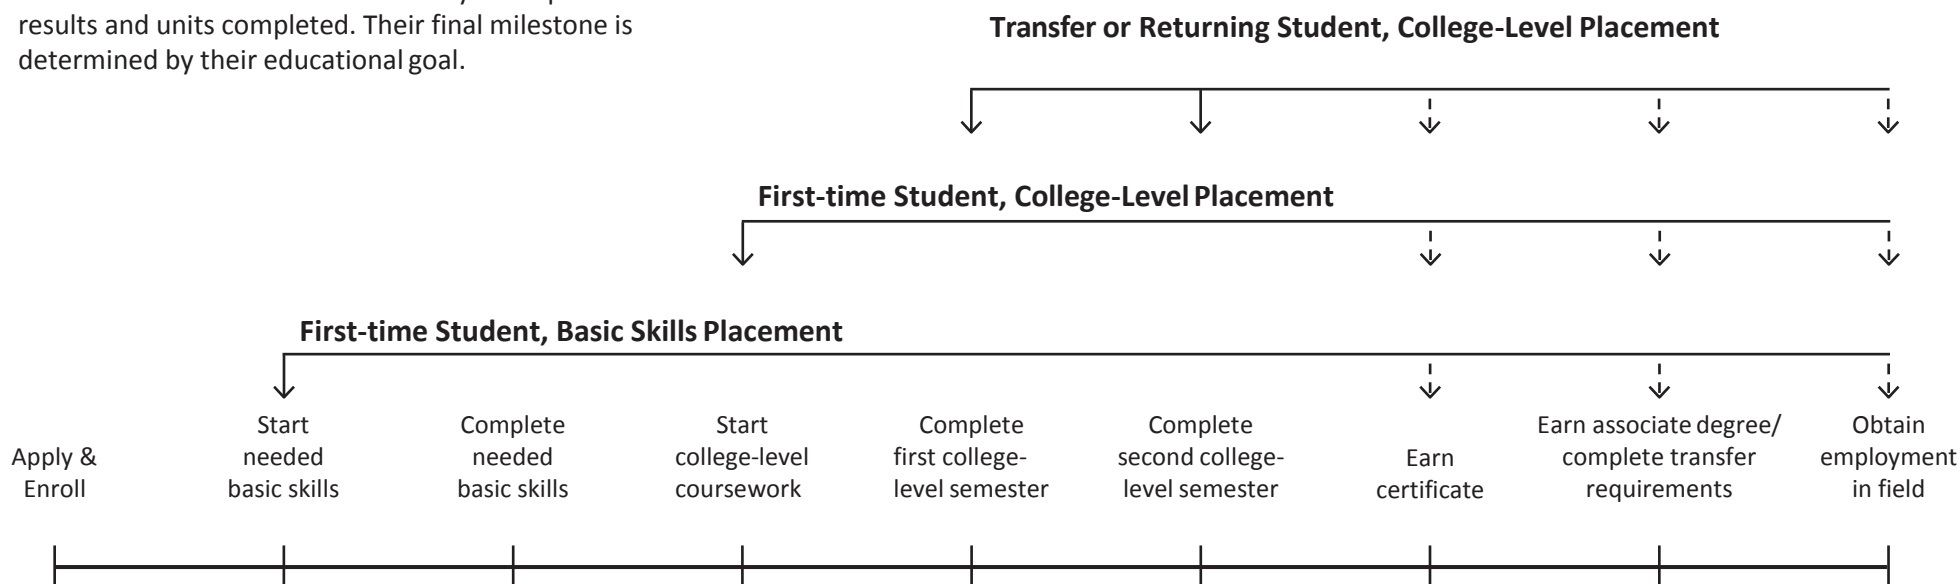 results and units completed. Their final milestone is
determined by their educational goal.
Transfer or Returning Student, College-Level Placement
First-time Student, College-Level Placement
First-time Student, Basic Skills Placement
Apply &
Enroll
Start
needed
basic skills
Complete
needed
basic skills
Start
college-level
coursework
Complete
first college-
level semester
Complete
second college-
level semester
Earn
certificate
Earn associate degree/
complete transfer
requirements
Obtain
employment
in field